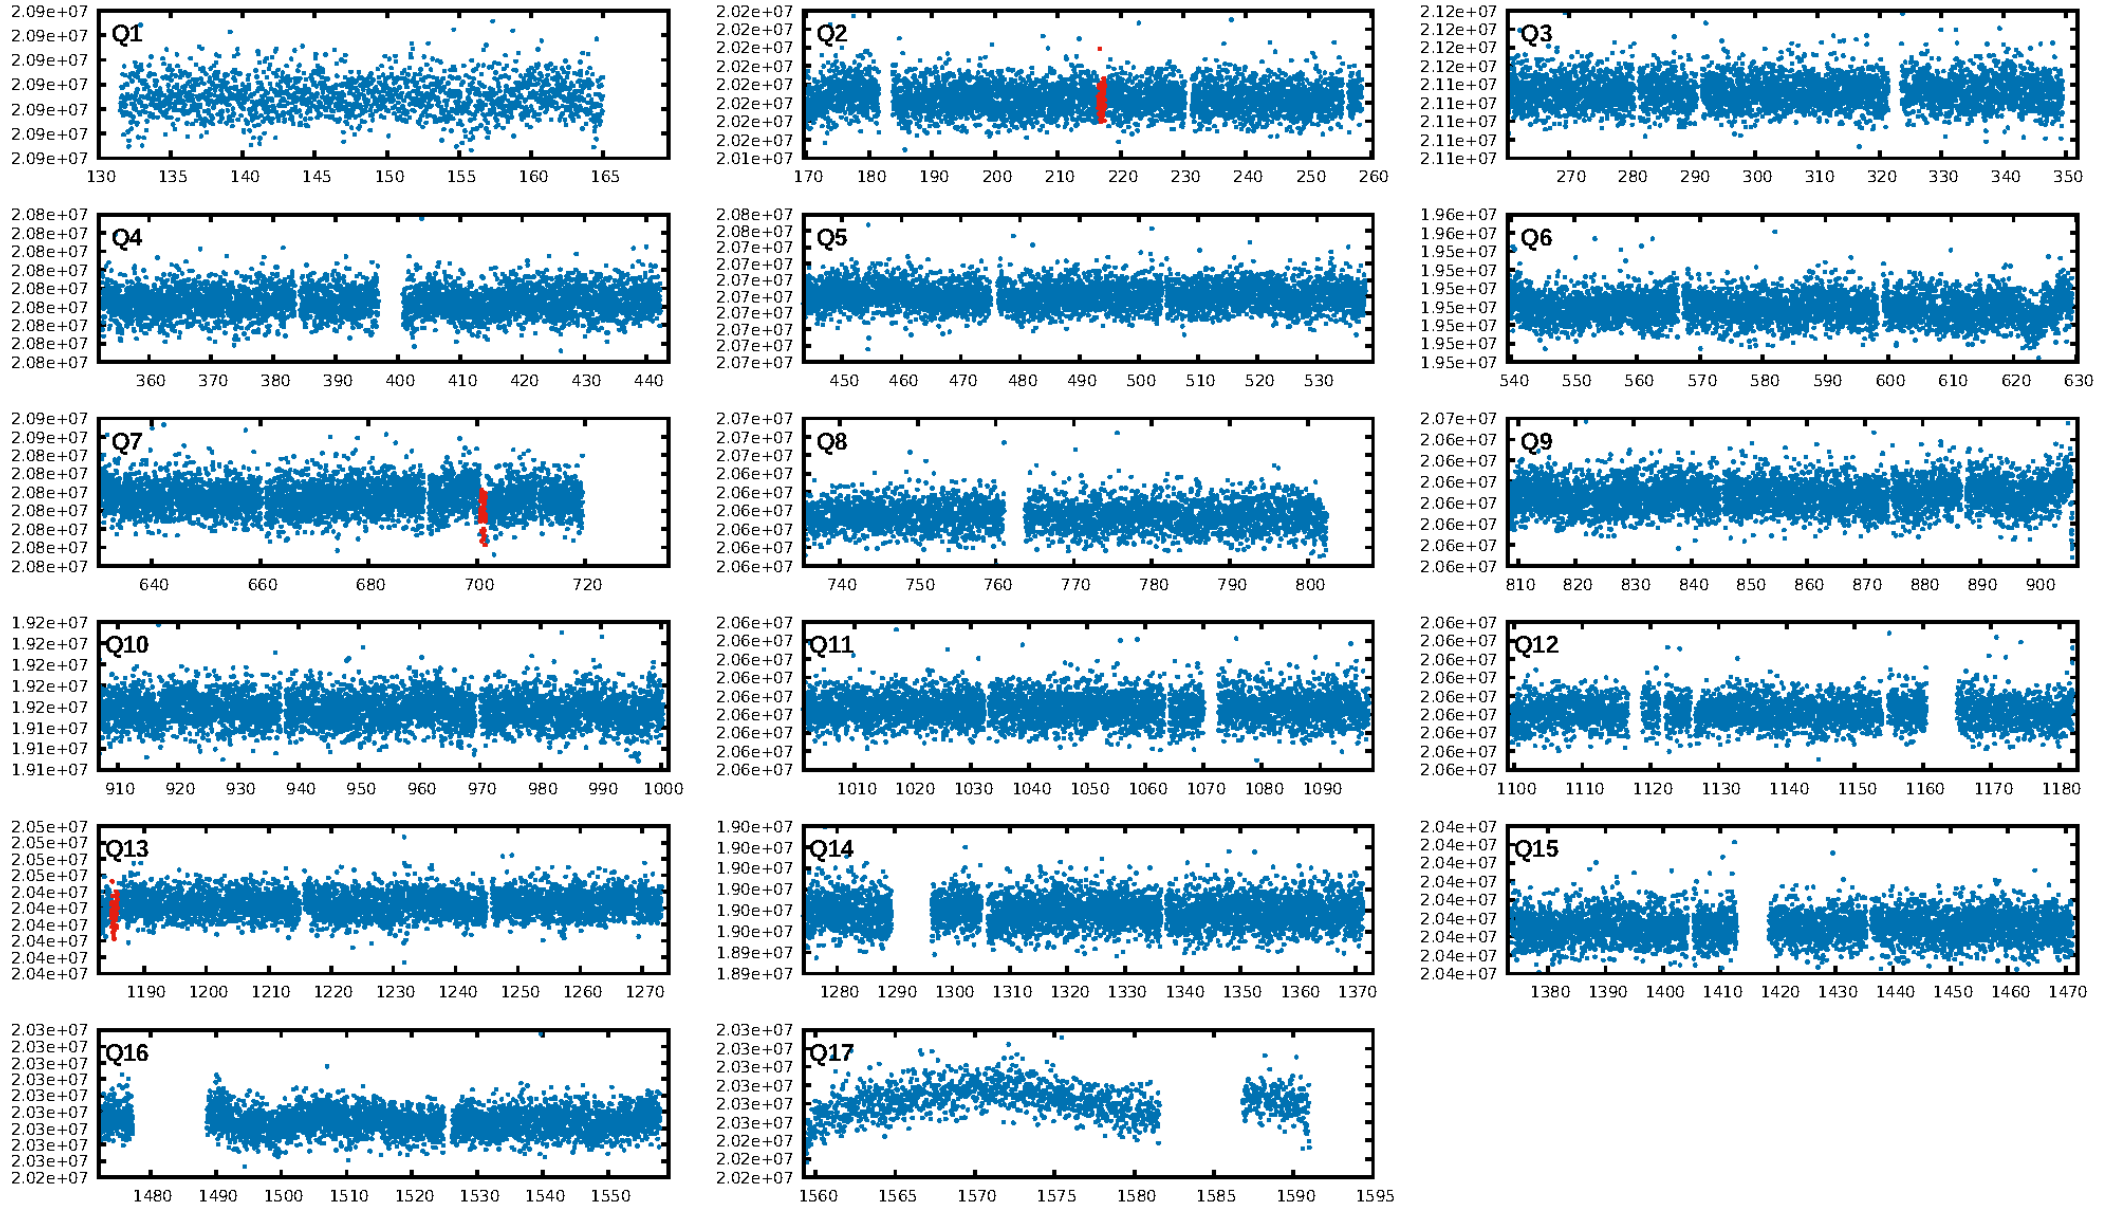 Q1
2.09e+07
2.09e+07
2.09e+07
2.09e+07
2.09e+07
2.09e+07
2.09e+07
130 135 140 145 150 155 160 165
Q2
2.02e+07
2.02e+07
2.02e+07
2.02e+07
2.02e+07
2.02e+07
2.02e+07
2.02e+07
2.01e+07
170 180 190 200 210 220 230 240 250 260
Q3
2.12e+07
2.12e+07
2.12e+07
2.12e+07
2.11e+07
2.11e+07
2.11e+07
2.11e+07
2.11e+07
270 280 290 300 310 320 330 340 350
Q4
2.08e+07
2.08e+07
2.08e+07
2.08e+07
2.08e+07
2.08e+07
2.08e+07
2.08e+07
2.08e+07
360 370 380 390 400 410 420 430 440
Q5
2.08e+07
2.08e+07
2.07e+07
2.07e+07
2.07e+07
2.07e+07
2.07e+07
2.07e+07
2.07e+07
2.07e+07
450 460 470 480 490 500 510 520 530
Q6
1.96e+07
1.96e+07
1.95e+07
1.95e+07
1.95e+07
1.95e+07
1.95e+07
1.95e+07
1.95e+07
540 550 560 570 580 590 600 610 620 630
Q7
2.09e+07
2.09e+07
2.08e+07
2.08e+07
2.08e+07
2.08e+07
2.08e+07
2.08e+07
2.08e+07
640 660 680 700 720
Q8
2.07e+07
2.07e+07
2.07e+07
2.06e+07
2.06e+07
2.06e+07
2.06e+07
2.06e+07
2.06e+07
740 750 760 770 780 790 800
Q9
2.07e+07
2.06e+07
2.06e+07
2.06e+07
2.06e+07
2.06e+07
2.06e+07
2.06e+07
810 820 830 840 850 860 870 880 890 900
Q10
1.92e+07
1.92e+07
1.92e+07
1.92e+07
1.92e+07
1.91e+07
1.91e+07
1.91e+07
910 920 930 940 950 960 970 980 990 1000
Q11
2.06e+07
2.06e+07
2.06e+07
2.06e+07
2.06e+07
2.06e+07
2.06e+07
2.06e+07
2.06e+07
1010 1020 1030 1040 1050 1060 1070 1080 1090
Q12
2.06e+07
2.06e+07
2.06e+07
2.06e+07
2.06e+07
2.06e+07
2.06e+07
2.06e+07
2.06e+07
1100 1110 1120 1130 1140 1150 1160 1170 1180
Q13
2.05e+07
2.05e+07
2.05e+07
2.05e+07
2.04e+07
2.04e+07
2.04e+07
2.04e+07
2.04e+07
2.04e+07
1190 1200 1210 1220 1230 1240 1250 1260 1270
Q14
1.90e+07
1.90e+07
1.90e+07
1.90e+07
1.90e+07
1.90e+07
1.89e+07
1.89e+07
1280 1290 1300 1310 1320 1330 1340 1350 1360 1370
Q15
2.04e+07
2.04e+07
2.04e+07
2.04e+07
2.04e+07
2.04e+07
2.04e+07
2.04e+07
2.04e+07
1380 1390 1400 1410 1420 1430 1440 1450 1460 1470
Q16
2.03e+07
2.03e+07
2.03e+07
2.03e+07
2.03e+07
2.03e+07
2.03e+07
2.03e+07
2.03e+07
2.02e+07
1480 1490 1500 1510 1520 1530 1540 1550
Q17
2.03e+07
2.03e+07
2.03e+07
2.03e+07
2.03e+07
2.03e+07
2.02e+07
2.02e+07
2.02e+07
1560 1565 1570 1575 1580 1585 1590 1595